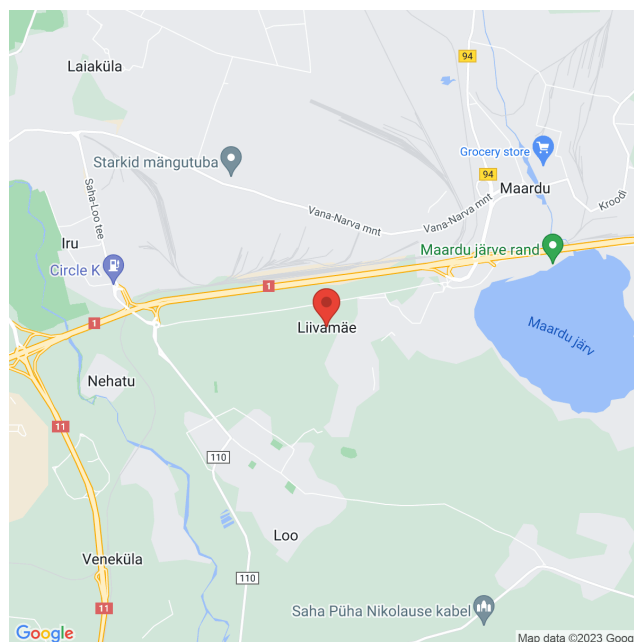 94
Laiaküla
Grocery store
Starkid mängutuba
94
Maardu
Saha-Loo tee
Vana-Narva mnt
Vana-Narva mnt
Kroodi
Iru
Maardu järve rand
Circle K
1
Liivamäe
1
Maardu järv
Nehatu
11
110
Loo
Veneküla
110
11
Saha Püha Nikolause kabel
Google
Map data ©2023 Goog